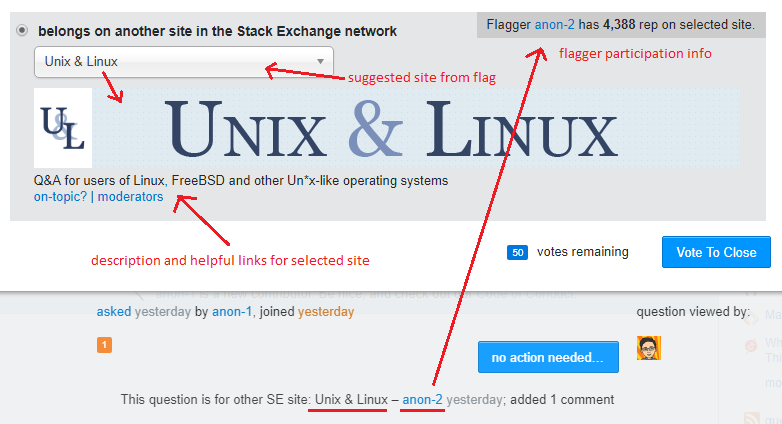 belongs on another site in the Stack Exchange network
Flagger anon-2 has 4,388 rep on selected site.
flagger participation info
Unix & Linux
suggested site from flag
U&L
UNIX & LINUX
Q&A for users of Linux, FreeBSD and other Un*x-like operating systems
on-topic? | moderators
50 votes remaining
Vote To Close
description and helpful links for selected site
asked yesterday by anon-1, joined yesterday
question viewed by:
1
no action needed...
This question is for other SE site: Unix & Linux – anon-2 yesterday; added 1 comment